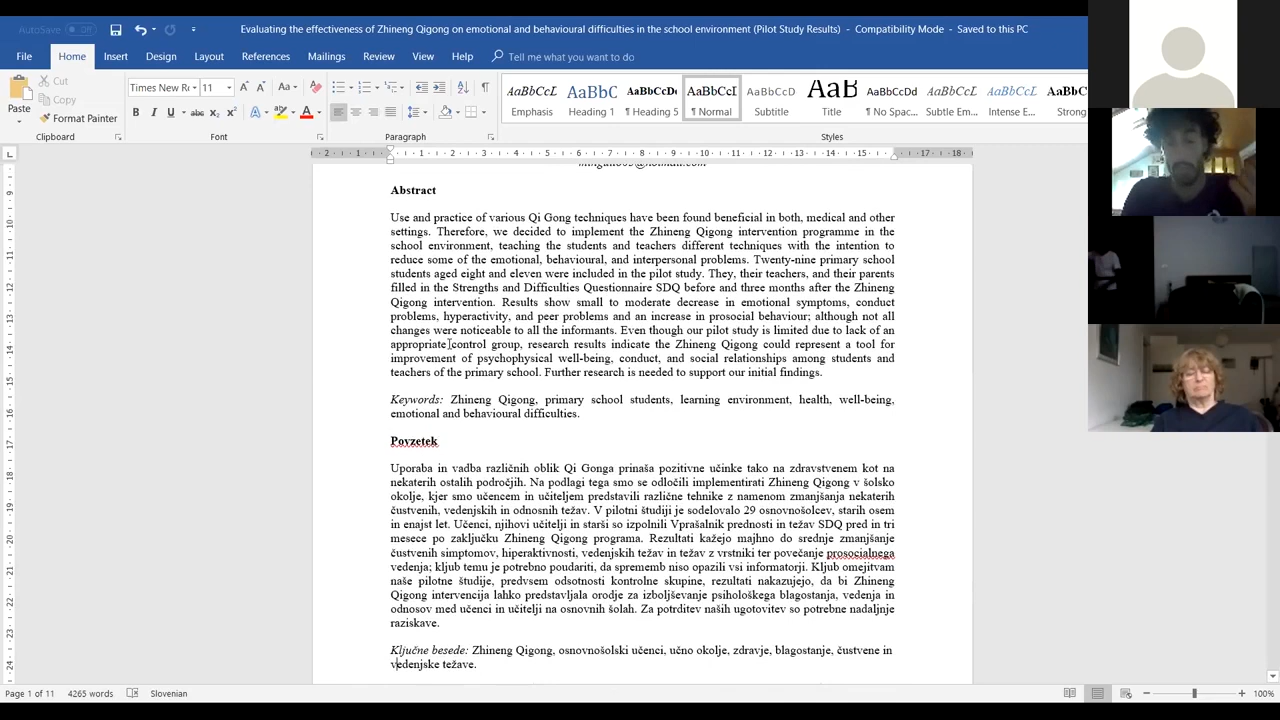 AutoSave Off
Evaluating the effectiveness of Zhineng Qigong on emotional and behavioural difficulties in the school environment (Pilot Study Results) - Compatibility Mode - Saved to this PC
File Home Insert Design Layout References Mailings Review View Help Tell me what you want to do
Paste
Cut
Copy
Format Painter
Clipboard
Times New Ro 11
Font
Paragraph
AaBbCcI AaBbC AaBbCcDc AaBbCcI AaBbCcD AaB AaBbCcDd AaBbCcD AaBbCcD AaBbCc
Emphasis Heading 1 ¶ Heading 5 ¶ Normal Subtitle Title ¶ No Spac... Subtle Em... Intense E... Strong
Styles
Abstract
Use and practice of various Qi Gong techniques have been found beneficial in both, medical and other
settings. Therefore, we decided to implement the Zhineng Qigong intervention programme in the
school environment, teaching the students and teachers different techniques with the intention to
reduce some of the emotional, behavioural, and interpersonal problems. Twenty-nine primary school
students aged eight and eleven were included in the pilot study. They, their teachers, and their parents
filled in the Strengths and Difficulties Questionnaire SDQ before and three months after the Zhineng
Qigong intervention. Results show small to moderate decrease in emotional symptoms, conduct
problems, hyperactivity, and peer problems and an increase in prosocial behaviour; although not all
changes were noticeable to all the informants. Even though our pilot study is limited due to lack of an
appropriate control group, research results indicate the Zhineng Qigong could represent a tool for
improvement of psychophysical well-being, conduct, and social relationships among students and
teachers of the primary school. Further research is needed to support our initial findings.
Keywords: Zhineng Qigong, primary school students, learning environment, health, well-being,
emotional and behavioural difficulties.
Povzetek
Uporaba in vadba različnih oblik Qi Gonga prinaša pozitivne učinke tako na zdravstvenem kot na
nekaterih ostalih področjih. Na podlagi tega smo se odločili implementirati Zhineng Qigong v šolsko
okolje, kjer smo učencem in učiteljem predstavili različne tehnike z namenom zmanjšanja nekaterih
čustvenih, vedenjskih in odnosnih težav. V pilotni študiji je sodelovalo 29 osnovnošolcev, starih osem
in enajst let. Učenci, njihovi učitelji in starši so izpolnili Vprašalnik prednosti in težav SDQ pred in tri
mesece po zaključku Zhineng Qigong programa. Rezultati kažejo majhno do srednje zmanjšanje
čustvenih simptomov, hiperaktivnosti, vedenjskih težav in težav z vrstniki ter povečanje prosocialnega
vedenja; kljub temu je potrebno poudariti, da sprememb niso opazili vsi informatorji. Kljub omejitvam
naše pilotne študije, predvsem odsotnosti kontrolne skupine, rezultati nakazujejo, da bi Zhineng
Qigong intervencija lahko predstavljala orodje za izboljševanje psihološkega blagostanja, vedenja in
odnosov med učenci in učitelji na osnovnih šolah. Za potrditev naših ugotovitev so potrebne nadaljnje
raziskave.
Ključne besede: Zhineng Qigong, osnovnošolski učenci, učno okolje, zdravje, blagostanje, čustvene in
vedenjske težave.
Page 1 of 11 4265 words Slovenian 100%